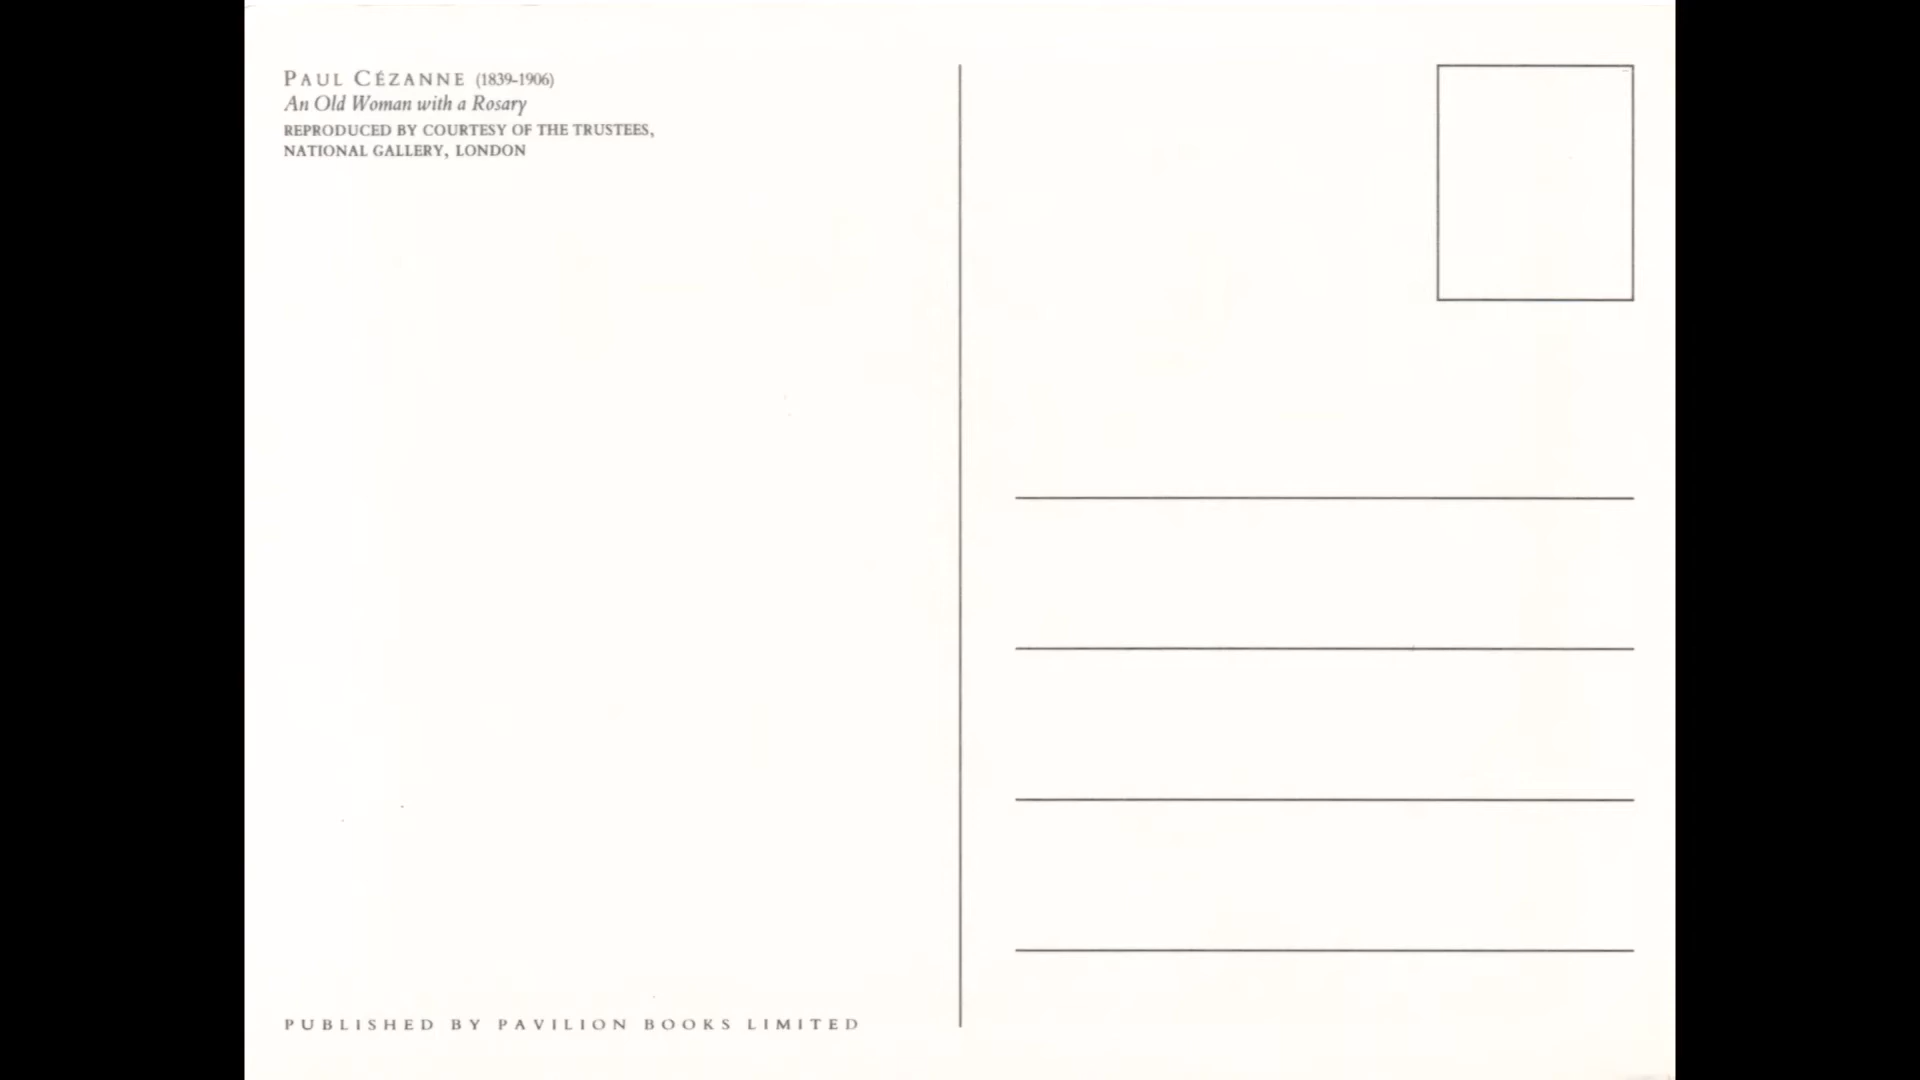 PAUL CÉZANNE (1839-1906)
An Old Woman with a Rosary
REPRODUCED BY COURTESY OF THE TRUSTEES,
NATIONAL GALLERY, LONDON
PUBLISHED BY PAVILION BOOKS LIMITED